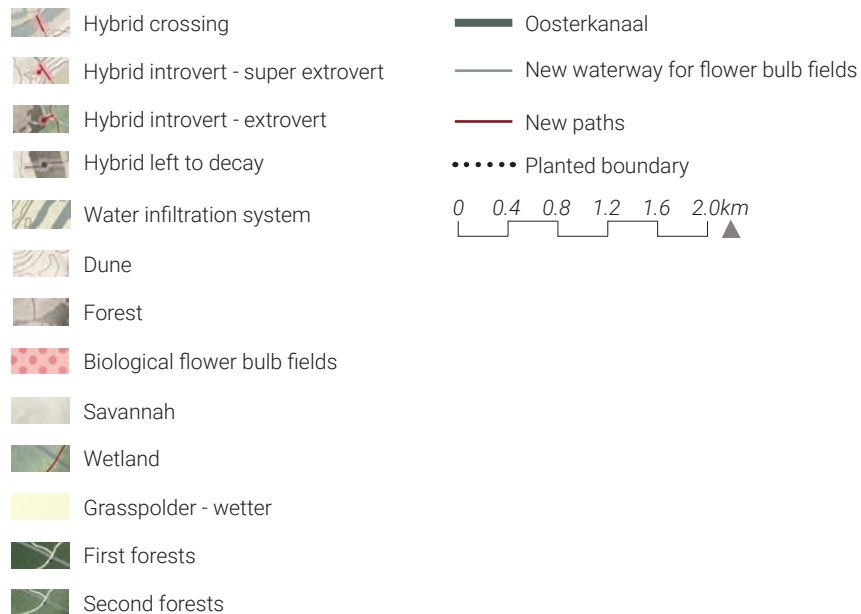 Hybrid crossing
Hybrid introvert - super extrovert
Hybrid introvert - extrovert
Hybrid left to decay
Water infiltration system
Dune
Forest
Biological flower bulb fields
Savannah
Wetland
Grasspolder - wetter
First forests
Second forests
Oosterkanaal
New waterway for flower bulb fields
New paths
Planted boundary
0 0.4 0.8 1.2 1.6 2.0km